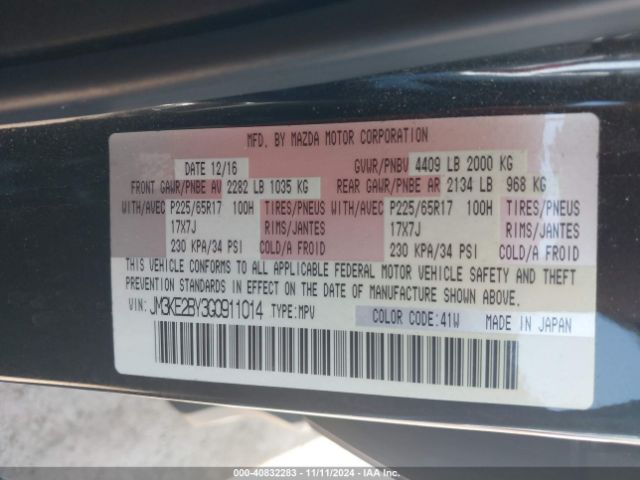 MFD. BY MAZDA MOTOR CORPORATION
DATE 12/16 GVWR/PNBV 4409 LB 2000 KG
FRONT GAWR/PNBE AV 2282 LB 1035 KG REAR GAWR/PNBE AR 2134 LB 968 KG
WITH/AVEC P225/65R17 100H TIRES/PNEUS WITH/AVEC P225/65R17 100H TIRES/PNEUS
17X7J RIMS/JANTES 17X7J RIMS/JANTES
230 KPA/34 PSI COLD/A FROID 230 KPA/34 PSI COLD/A FROID
THIS VEHICLE CONFORMS TO ALL APPLICABLE FEDERAL MOTOR VEHICLE SAFETY AND THEFT
PREVENTION STANDARDS IN EFFECT ON THE DATE OF MANUFACTURE SHOWN ABOVE.
VIN: JM3KE2BY3G0911014 TYPE:MPV COLOR CODE:41W MADE IN JAPAN
000-40832283 - 11/11/2024 - IAAI.COM